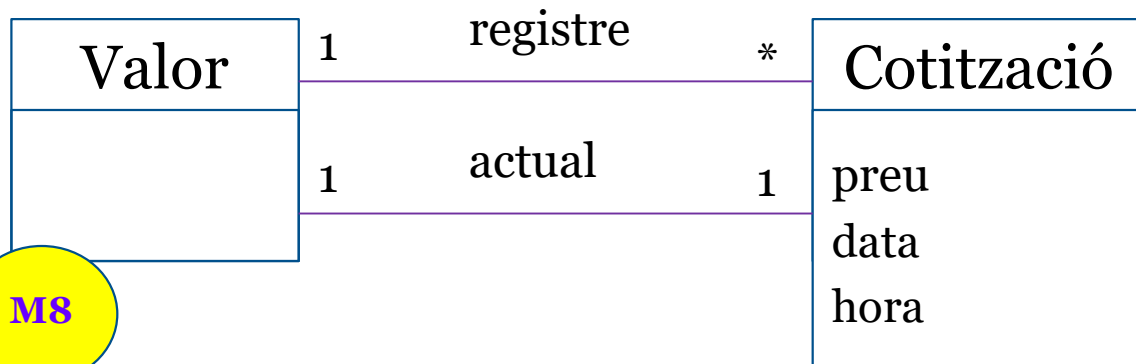 Valor
1 registre *
Cotització
1 actual 1
preu
data
hora
M8